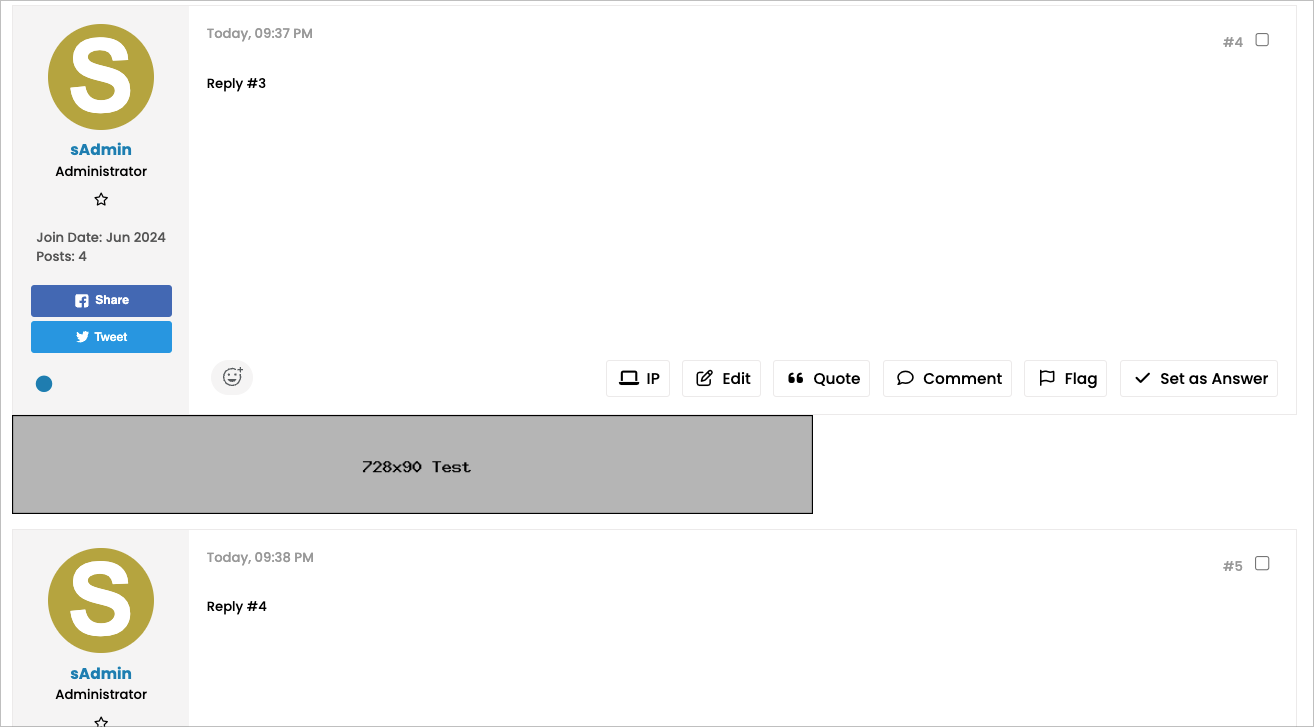 S
Today, 09:37 PM
#4
Reply #3
sAdmin
Administrator
Join Date: Jun 2024
Posts: 4
Share
Tweet
IP Edit Quote Comment Flag Set as Answer
728x90 Test
S
Today, 09:38 PM
#5
Reply #4
sAdmin
Administrator